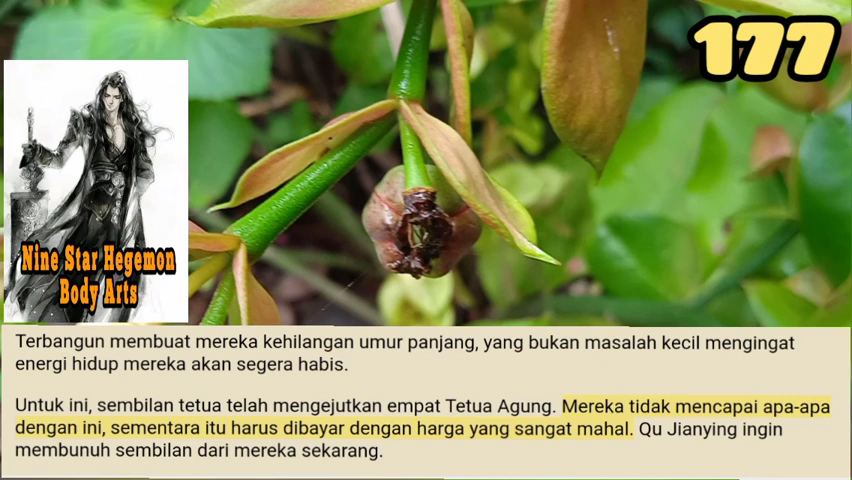 177
Nine Star Hegemon
Body Arts
Terbangun membuat mereka kehilangan umur panjang, yang bukan masalah kecil mengingat
energi hidup mereka akan segera habis.
Untuk ini, sembilan tetua telah mengejutkan empat Tetua Agung. Mereka tidak mencapai apa-apa
dengan ini, sementara itu harus dibayar dengan harga yang sangat mahal. Qu Jianying ingin
membunuh sembilan dari mereka sekarang.